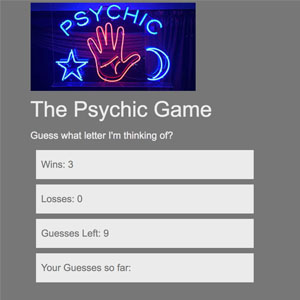 PSYCHIC
The Psychic Game
Guess what letter I'm thinking of?
Wins: 3
Losses: 0
Guesses Left: 9
Your Guesses so far: